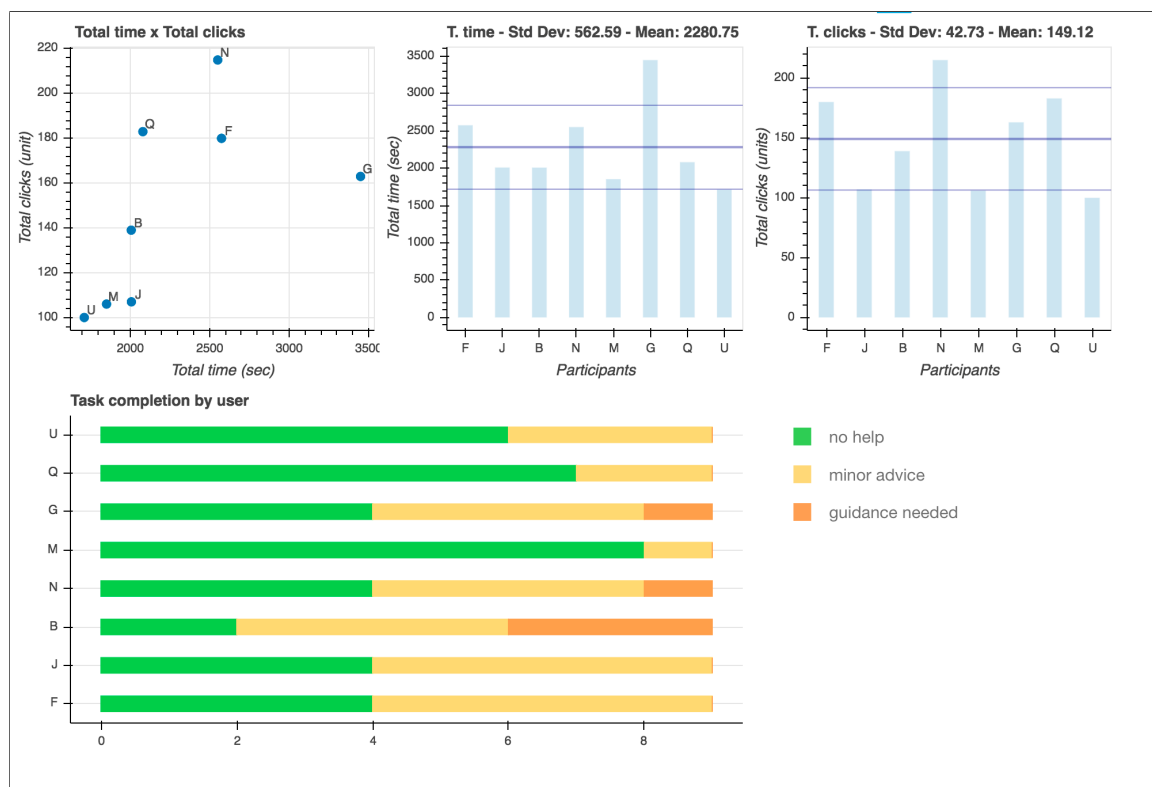 Total time x Total clicks
220
200
180
160
140
120
100
Total clicks (unit)
N
Q
F
G
B
M
J
U
2000
2500
3000
3500
Total time (sec)
T. time - Std Dev: 562.59 - Mean: 2280.75
3500
3000
2500
2000
1500
1000
500
0
Total time (sec)
F J B N M G Q U
Participants
T. clicks - Std Dev: 42.73 - Mean: 149.12
200
150
100
50
0
Total clicks (units)
F J B N M G Q U
Participants
Task completion by user
U
Q
G
M
N
B
J
F
0 2 4 6 8
no help
minor advice
guidance needed